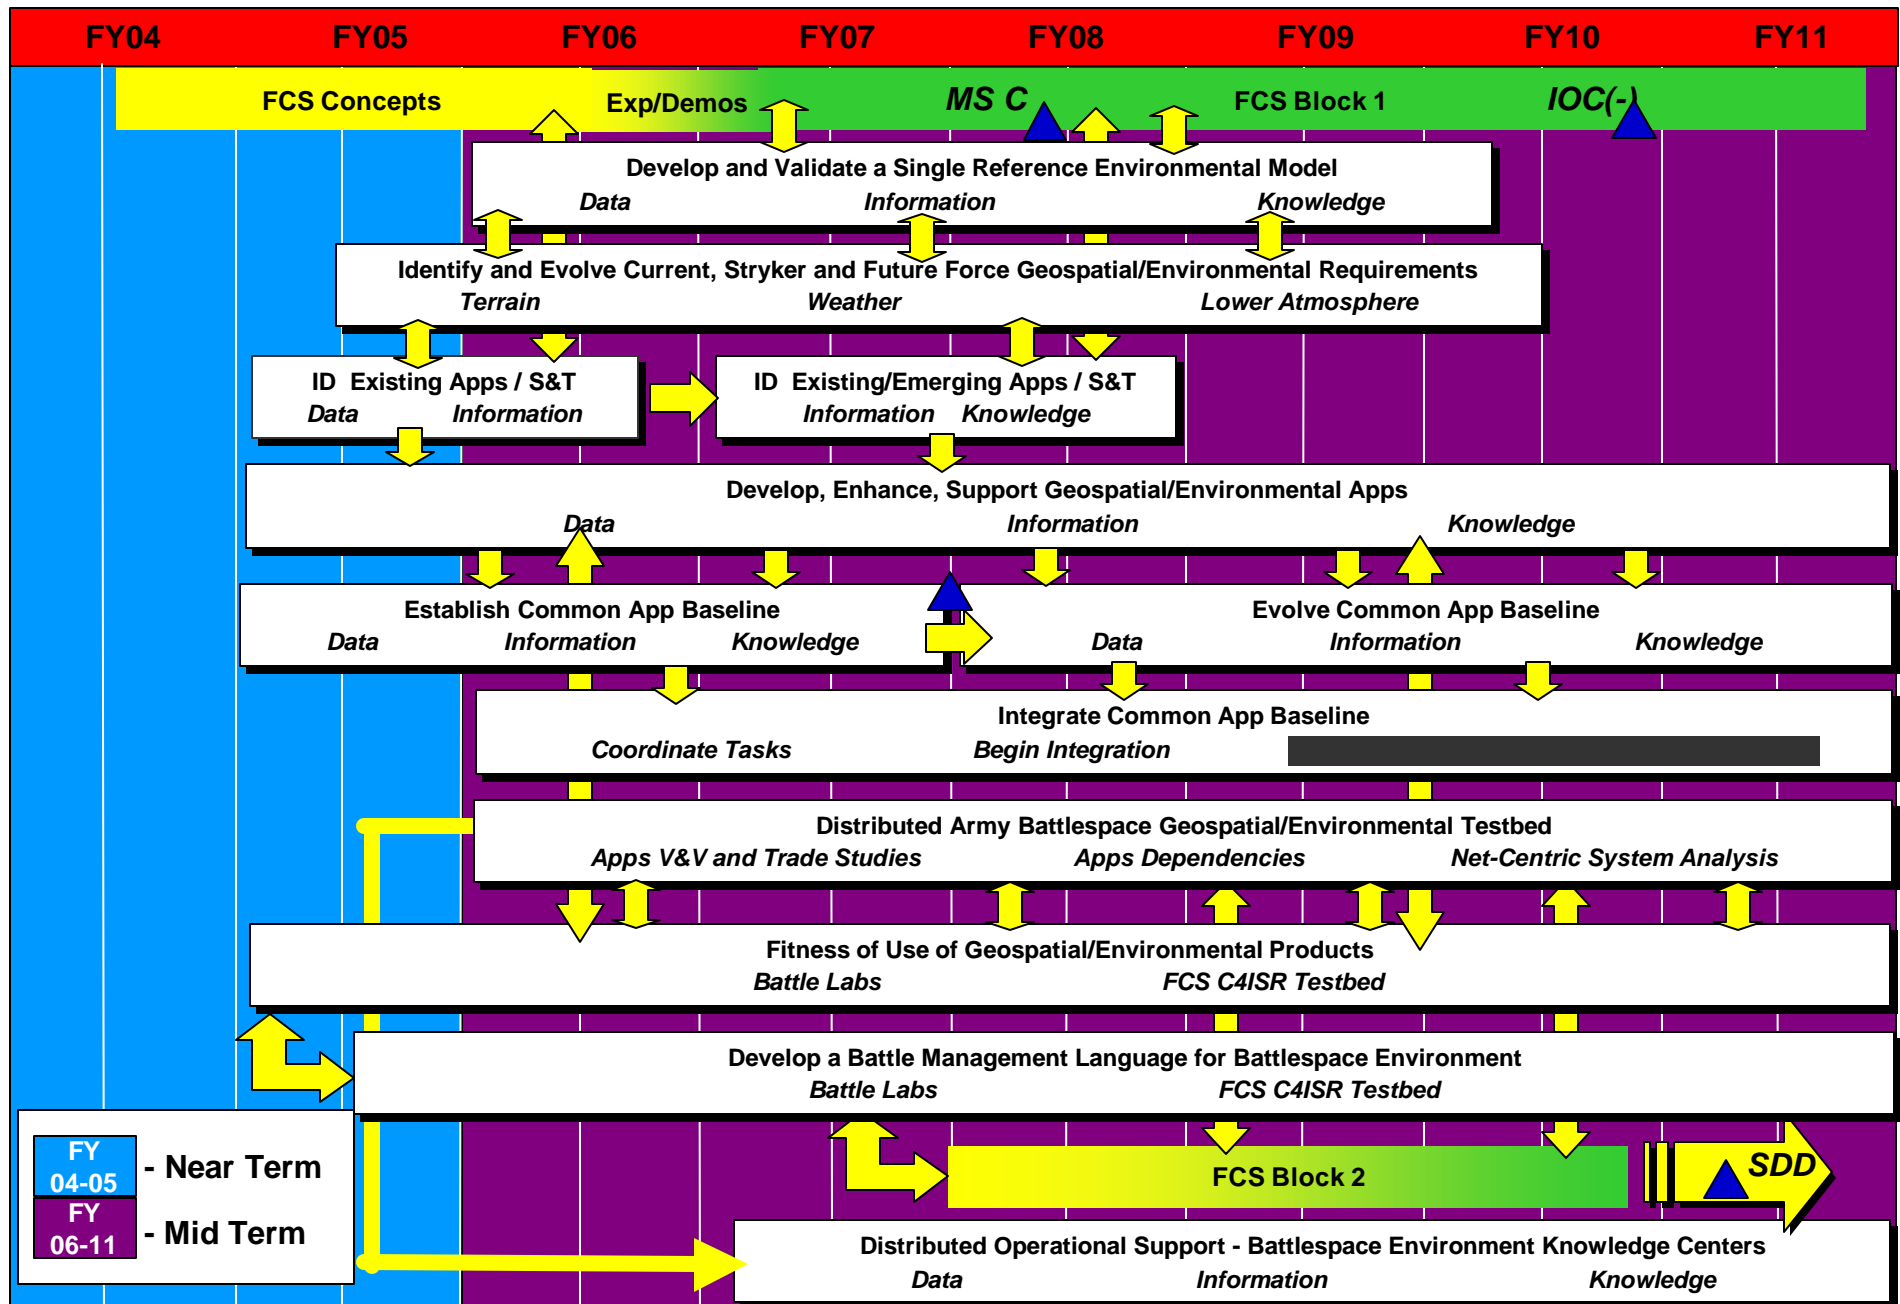 FY04 FY05 FY06 FY07 FY08 FY09 FY10 FY11
FCS Concepts Exp/Demos MS C FCS Block 1 IOC(-)
Develop and Validate a Single Reference Environmental Model
Data Information Knowledge
Identify and Evolve Current, Stryker and Future Force Geospatial/Environmental Requirements
Terrain Weather Lower Atmosphere
ID Existing Apps / S&T
Data Information
ID Existing/Emerging Apps / S&T
Information Knowledge
Develop, Enhance, Support Geospatial/Environmental Apps
Data Information Knowledge
Establish Common App Baseline
Data Information Knowledge
Evolve Common App Baseline
Data Information Knowledge
Integrate Common App Baseline
Coordinate Tasks Begin Integration
Distributed Army Battlespace Geospatial/Environmental Testbed
Apps V&V and Trade Studies Apps Dependencies Net-Centric System Analysis
Fitness of Use of Geospatial/Environmental Products
Battle Labs FCS C4ISR Testbed
Develop a Battle Management Language for Battlespace Environment
Battle Labs FCS C4ISR Testbed
FCS Block 2 SDD
Distributed Operational Support - Battlespace Environment Knowledge Centers
Data Information Knowledge
FY
04-05 - Near Term
FY
06-11 - Mid Term